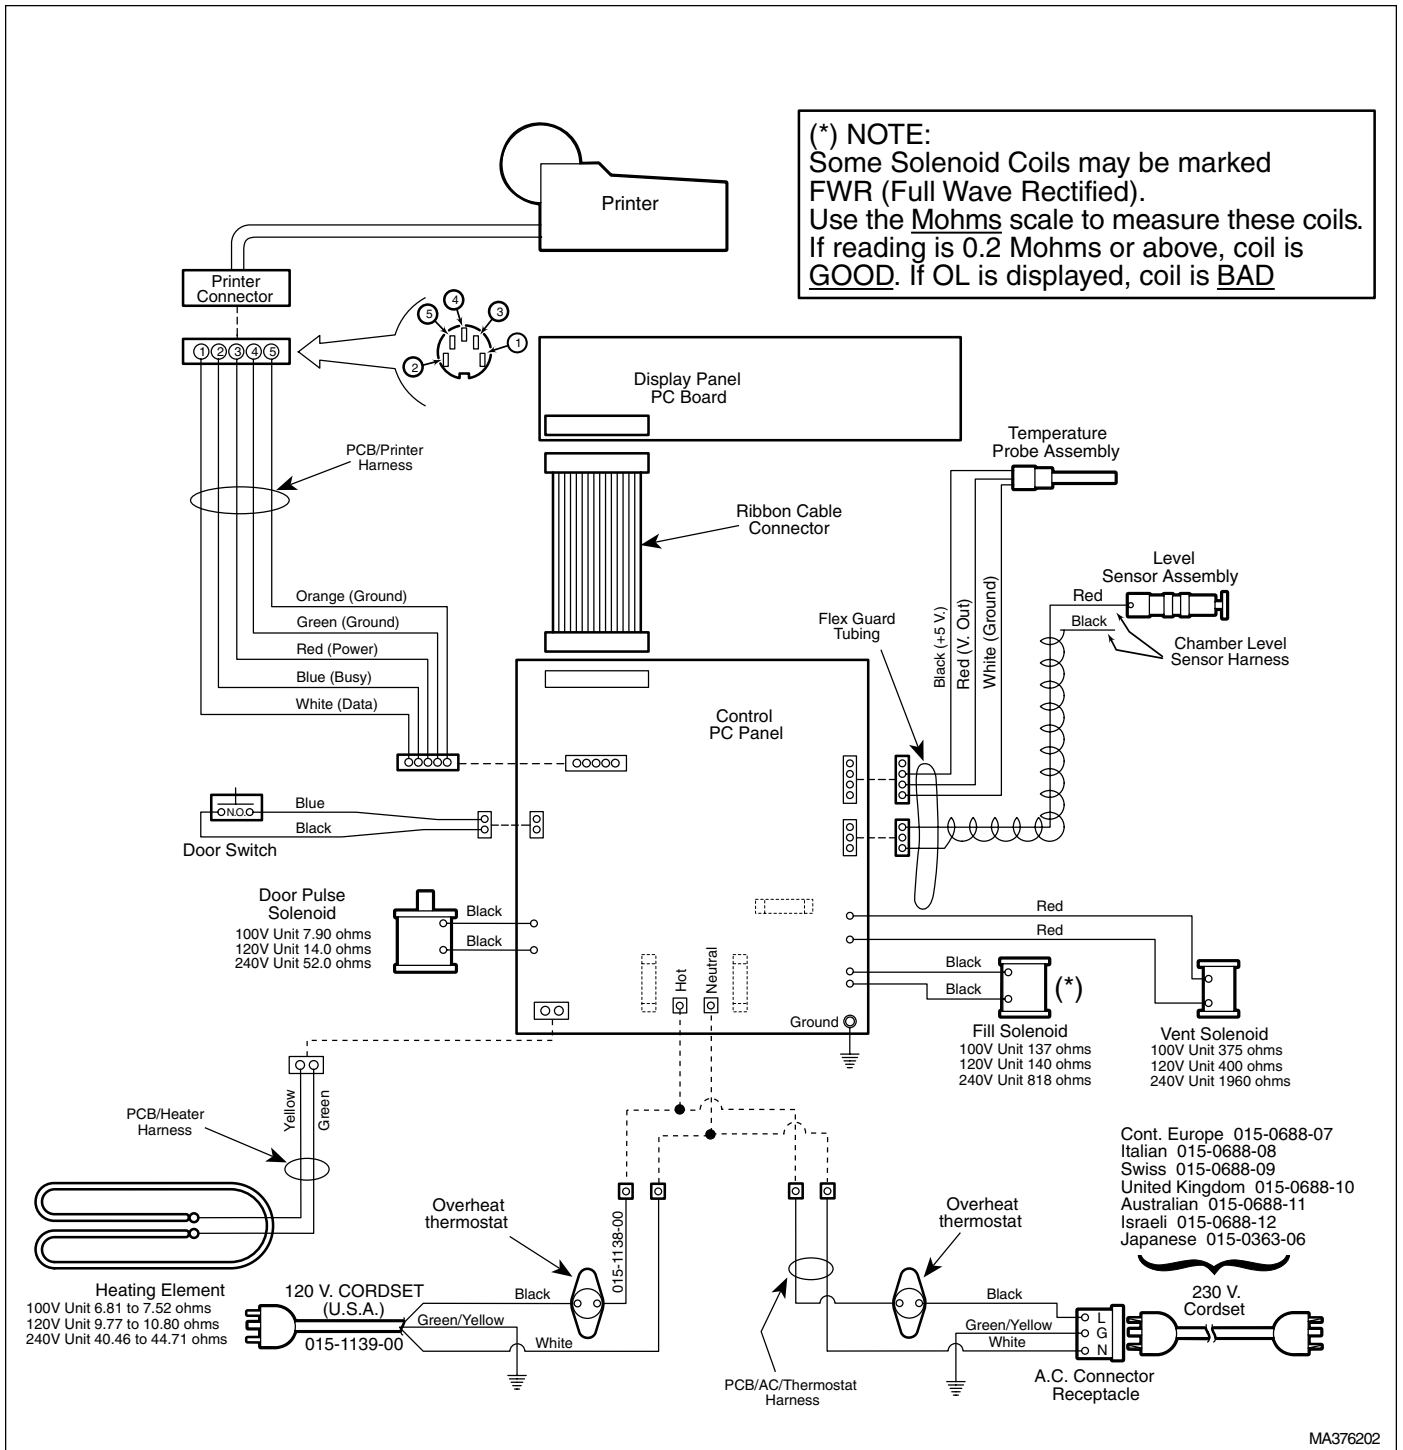 (*) NOTE:
Some Solenoid Coils may be marked
FWR (Full Wave Rectified).
Use the Mohms scale to measure these coils.
If reading is 0.2 Mohms or above, coil is
GOOD. If OL is displayed, coil is BAD
Printer
Printer
Connector
1 2 3 4 5
4
5
3
1
2
Display Panel
PC Board
PCB/Printer
Harness
Ribbon Cable
Connector
Temperature
Probe Assembly
Level
Sensor Assembly
Red
Black
Chamber Level
Sensor Harness
Flex Guard
Tubing
Black (+5 V.)
Red (V. Out)
White (Ground)
Orange (Ground)
Green (Ground)
Red (Power)
Blue (Busy)
White (Data)
Control
PC Panel
N.O.
Blue
Black
Door Switch
Door Pulse
Solenoid
100V Unit 7.90 ohms
120V Unit 14.0 ohms
240V Unit 52.0 ohms
Black
Black
Hot
Neutral
Ground
Red
Red
Black
Black
(*)
Fill Solenoid
100V Unit 137 ohms
120V Unit 140 ohms
240V Unit 818 ohms
Vent Solenoid
100V Unit 375 ohms
120V Unit 400 ohms
240V Unit 1960 ohms
Yellow
Green
PCB/Heater
Harness
Heating Element
100V Unit 6.81 to 7.52 ohms
120V Unit 9.77 to 10.80 ohms
240V Unit 40.46 to 44.71 ohms
Overheat
thermostat
015-1138-00
120 V. CORDSET
(U.S.A.)
015-1139-00
Black
Green/Yellow
White
Overheat
thermostat
PCB/AC/Thermostat
Harness
Black
Green/Yellow
White
L
G
N
A.C. Connector
Receptacle
Cont. Europe 015-0688-07
Italian 015-0688-08
Swiss 015-0688-09
United Kingdom 015-0688-10
Australian 015-0688-11
Israeli 015-0688-12
Japanese 015-0363-06
230 V.
Cordset
MA376202